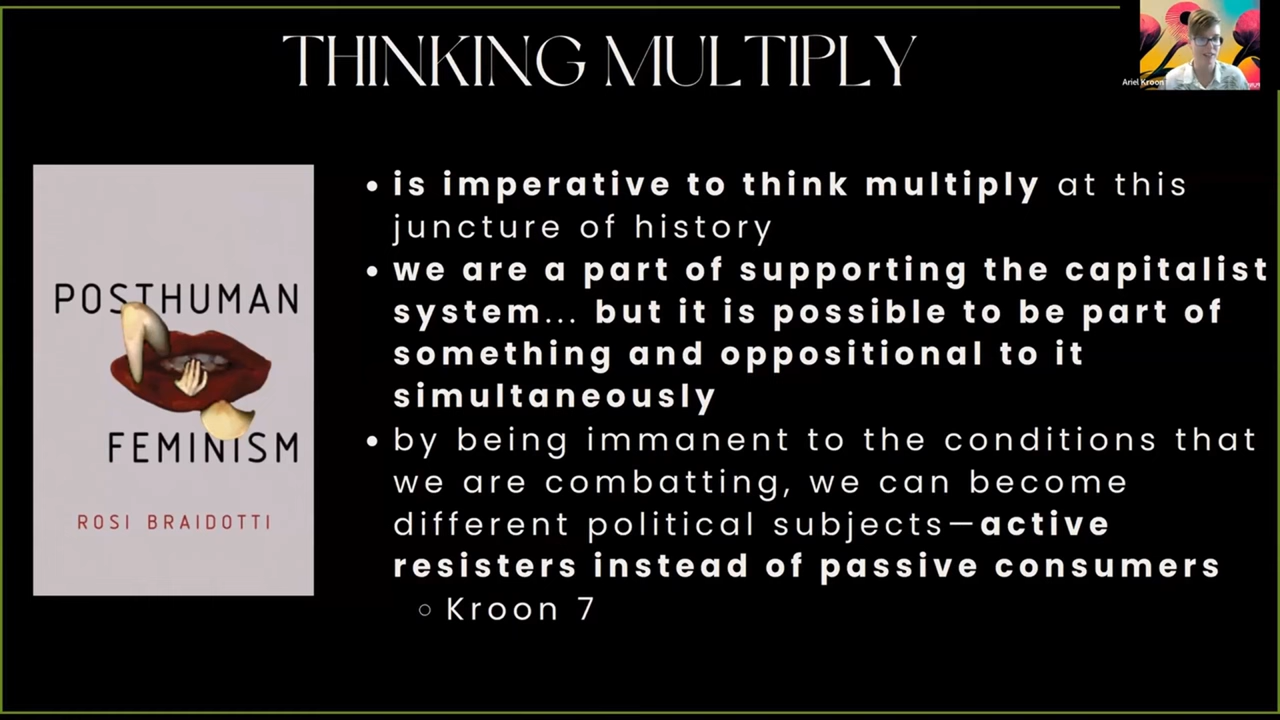 THINKING MULTIPLY
Ariel Kroon
POSTHUMAN
FEMINISM
ROSI BRAIDOTTI
• is imperative to think multiply at this
juncture of history
• we are a part of supporting the capitalist
system... but it is possible to be part of
something and oppositional to it
simultaneously
• by being immanent to the conditions that
we are combatting, we can become
different political subjects—active
resisters instead of passive consumers
○ Kroon 7